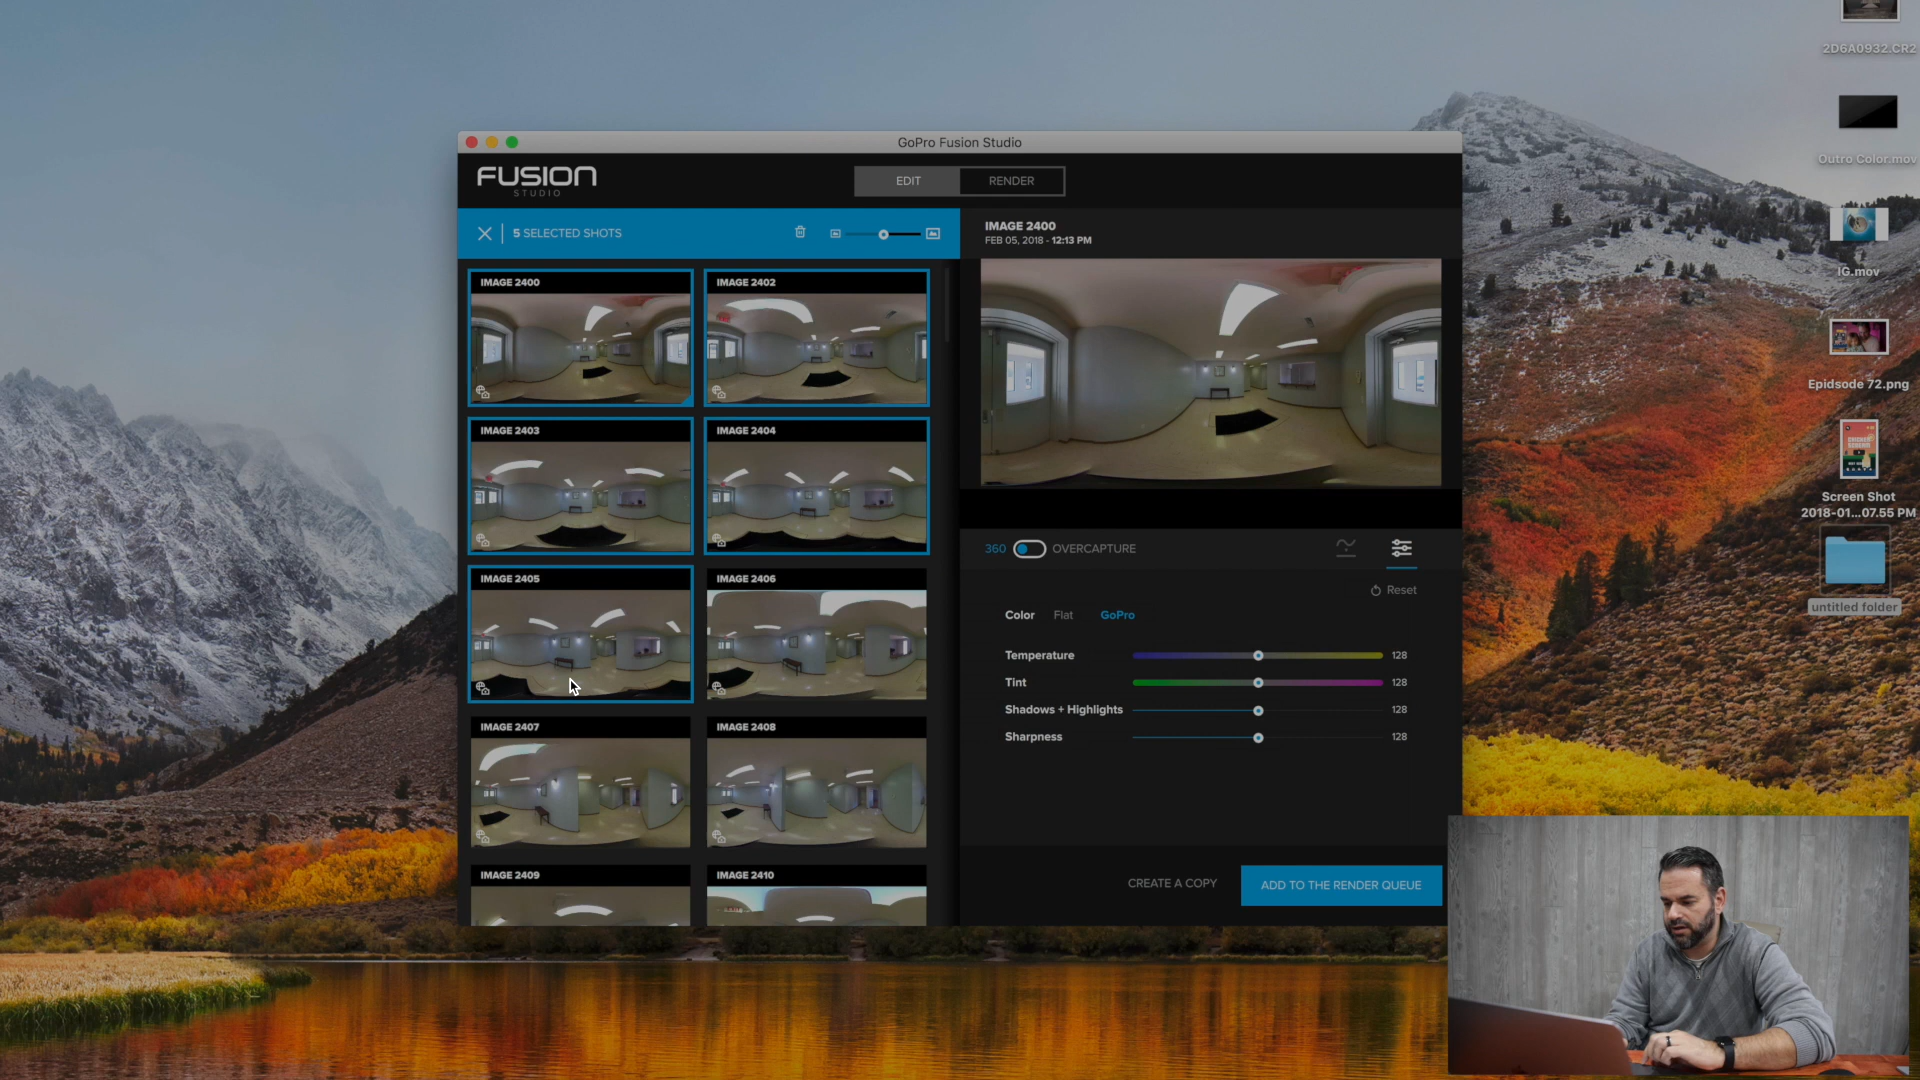 2D6A0932.CR2
Outro Color.mov
IG.mov
Epidsode 72.png
Screen Shot
2018-01...07.55 PM
untitled folder
GoPro Fusion Studio
FUSION
STUDIO
EDIT
RENDER
5 SELECTED SHOTS
IMAGE 2400
IMAGE 2402
IMAGE 2403
IMAGE 2404
IMAGE 2405
IMAGE 2406
IMAGE 2407
IMAGE 2408
IMAGE 2409
IMAGE 2410
IMAGE 2400
FEB 05, 2018 - 12:13 PM
360
OVERCAPTURE
Reset
Color
Flat
GoPro
Temperature
128
Tint
128
Shadows + Highlights
128
Sharpness
128
CREATE A COPY
ADD TO THE RENDER QUEUE